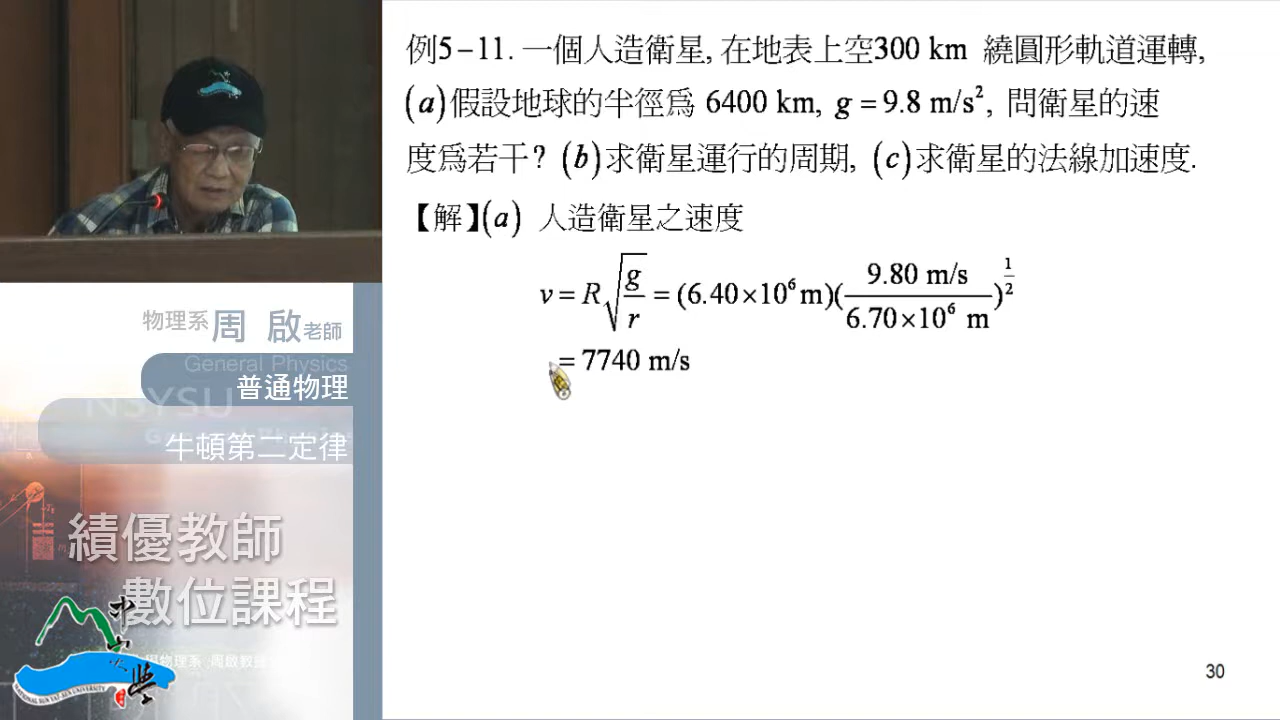 例5-11. 一個人造衛星, 在地表上空300 km 繞圓形軌道運轉,
(a)假設地球的半徑為 6400 km, g = 9.8 m/s², 問衛星的速
度為若干? (b)求衛星運行的周期, (c)求衛星的法線加速度.
【解】(a) 人造衛星之速度
v = R√(g/r) = (6.40×10⁶ m)(9.80 m/s / 6.70×10⁶ m)^(1/2)
= 7740 m/s
物理系 周 啟 老師
General Physics
普通物理
NSYSU
牛頓第二定律
績優教師
數位課程
NATIONAL SUN YAT-SEN UNIVERSITY
30